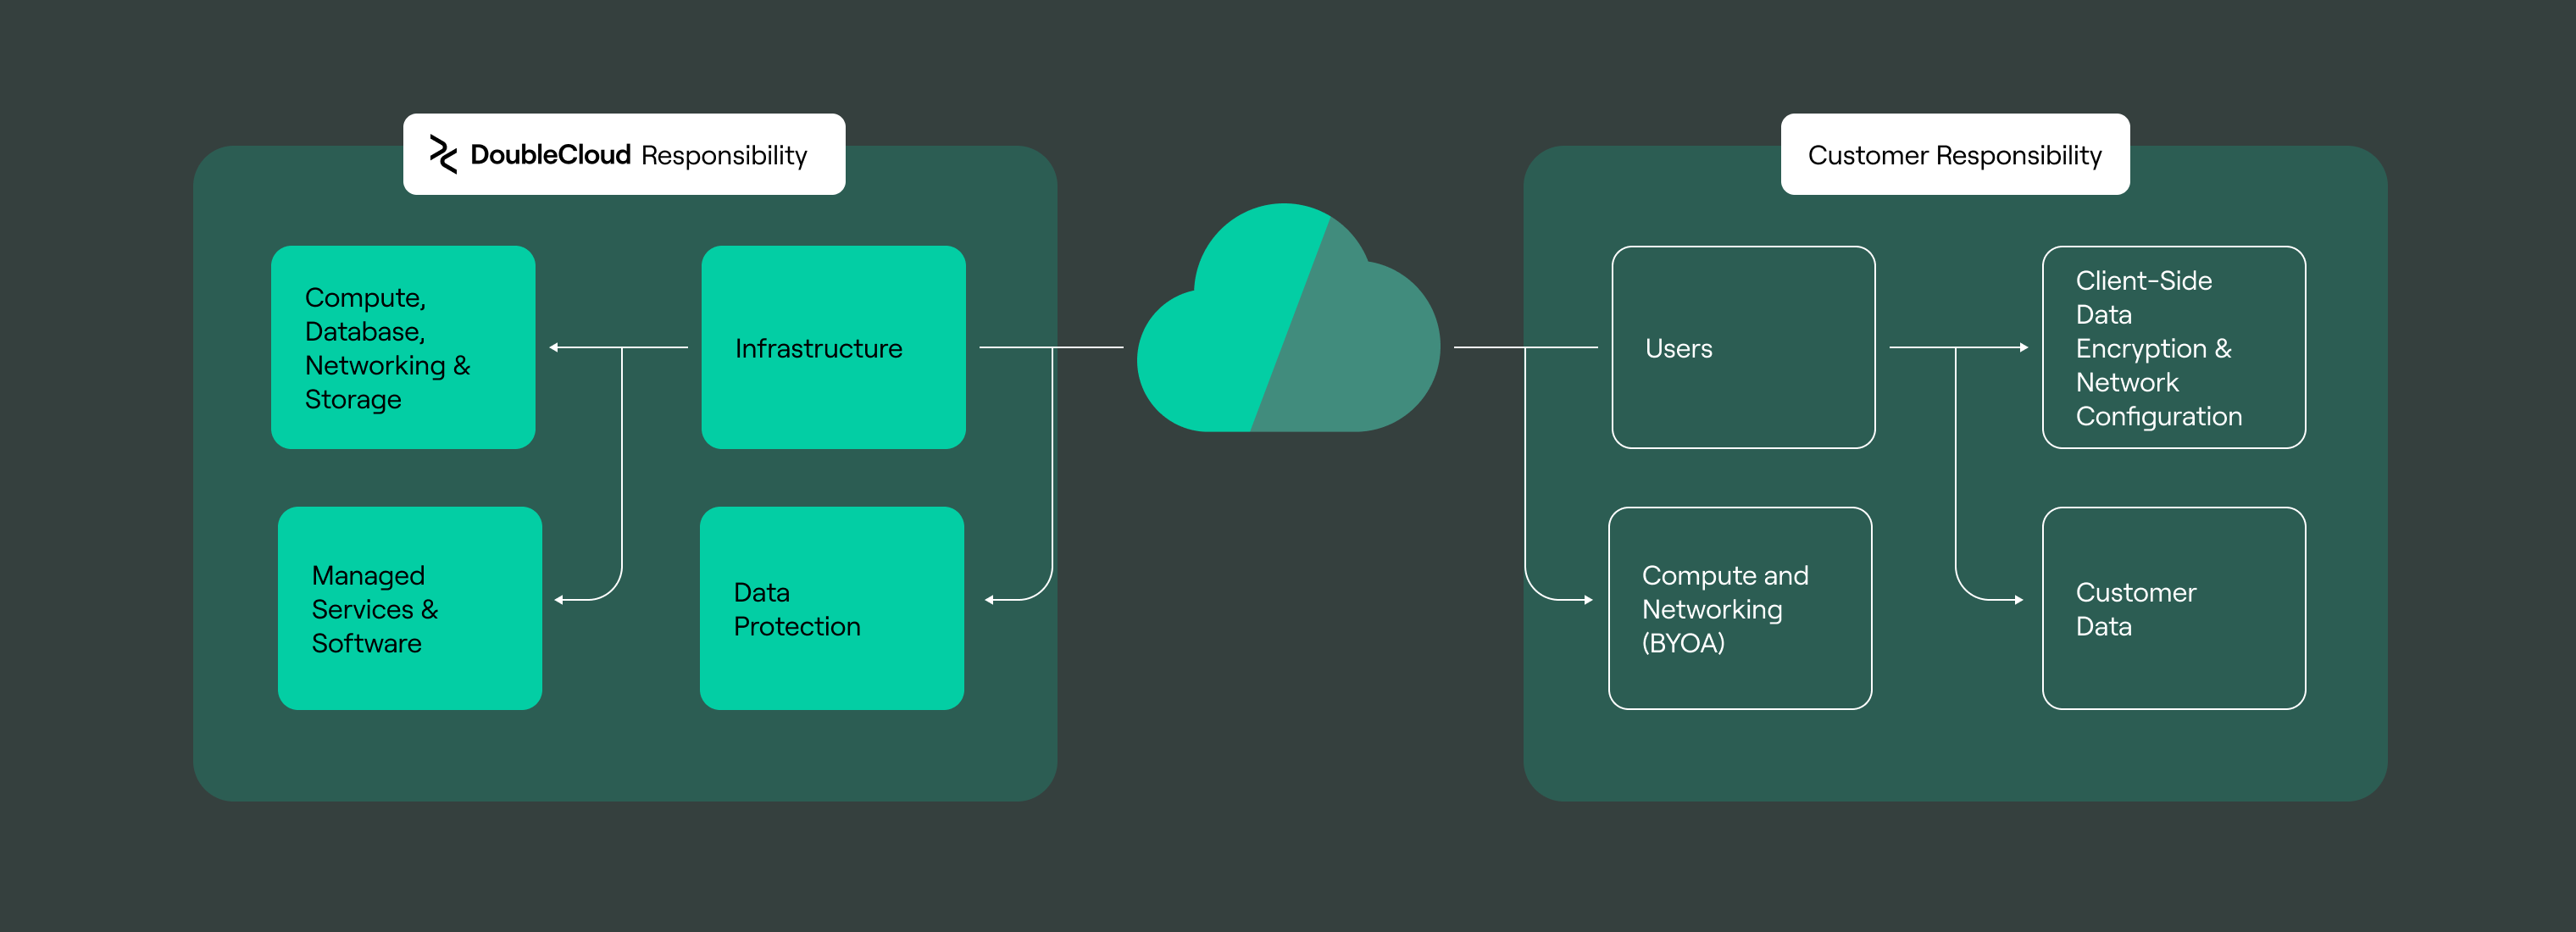 DoubleCloud Responsibility
Compute,
Database,
Networking &
Storage
Infrastructure
Managed
Services &
Software
Data
Protection
Customer Responsibility
Users
Client-Side
Data
Encryption &
Network
Configuration
Compute and
Networking
(BYOA)
Customer
Data